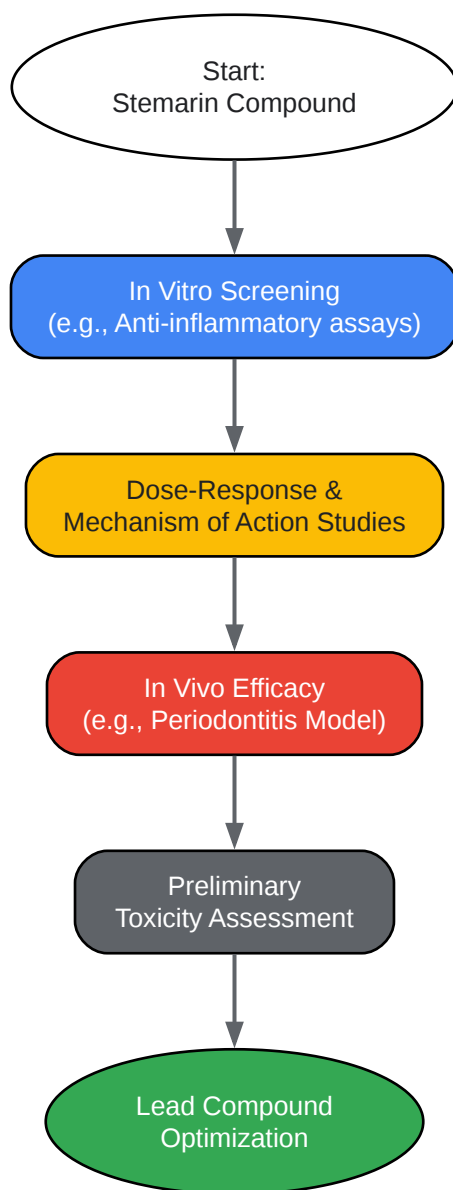 Start:
Stemarin Compound
In Vitro Screening
(e.g., Anti-inflammatory assays)
Dose-Response &
Mechanism of Action Studies
In Vivo Efficacy
(e.g., Periodontitis Model)
Preliminary
Toxicity Assessment
Lead Compound
Optimization